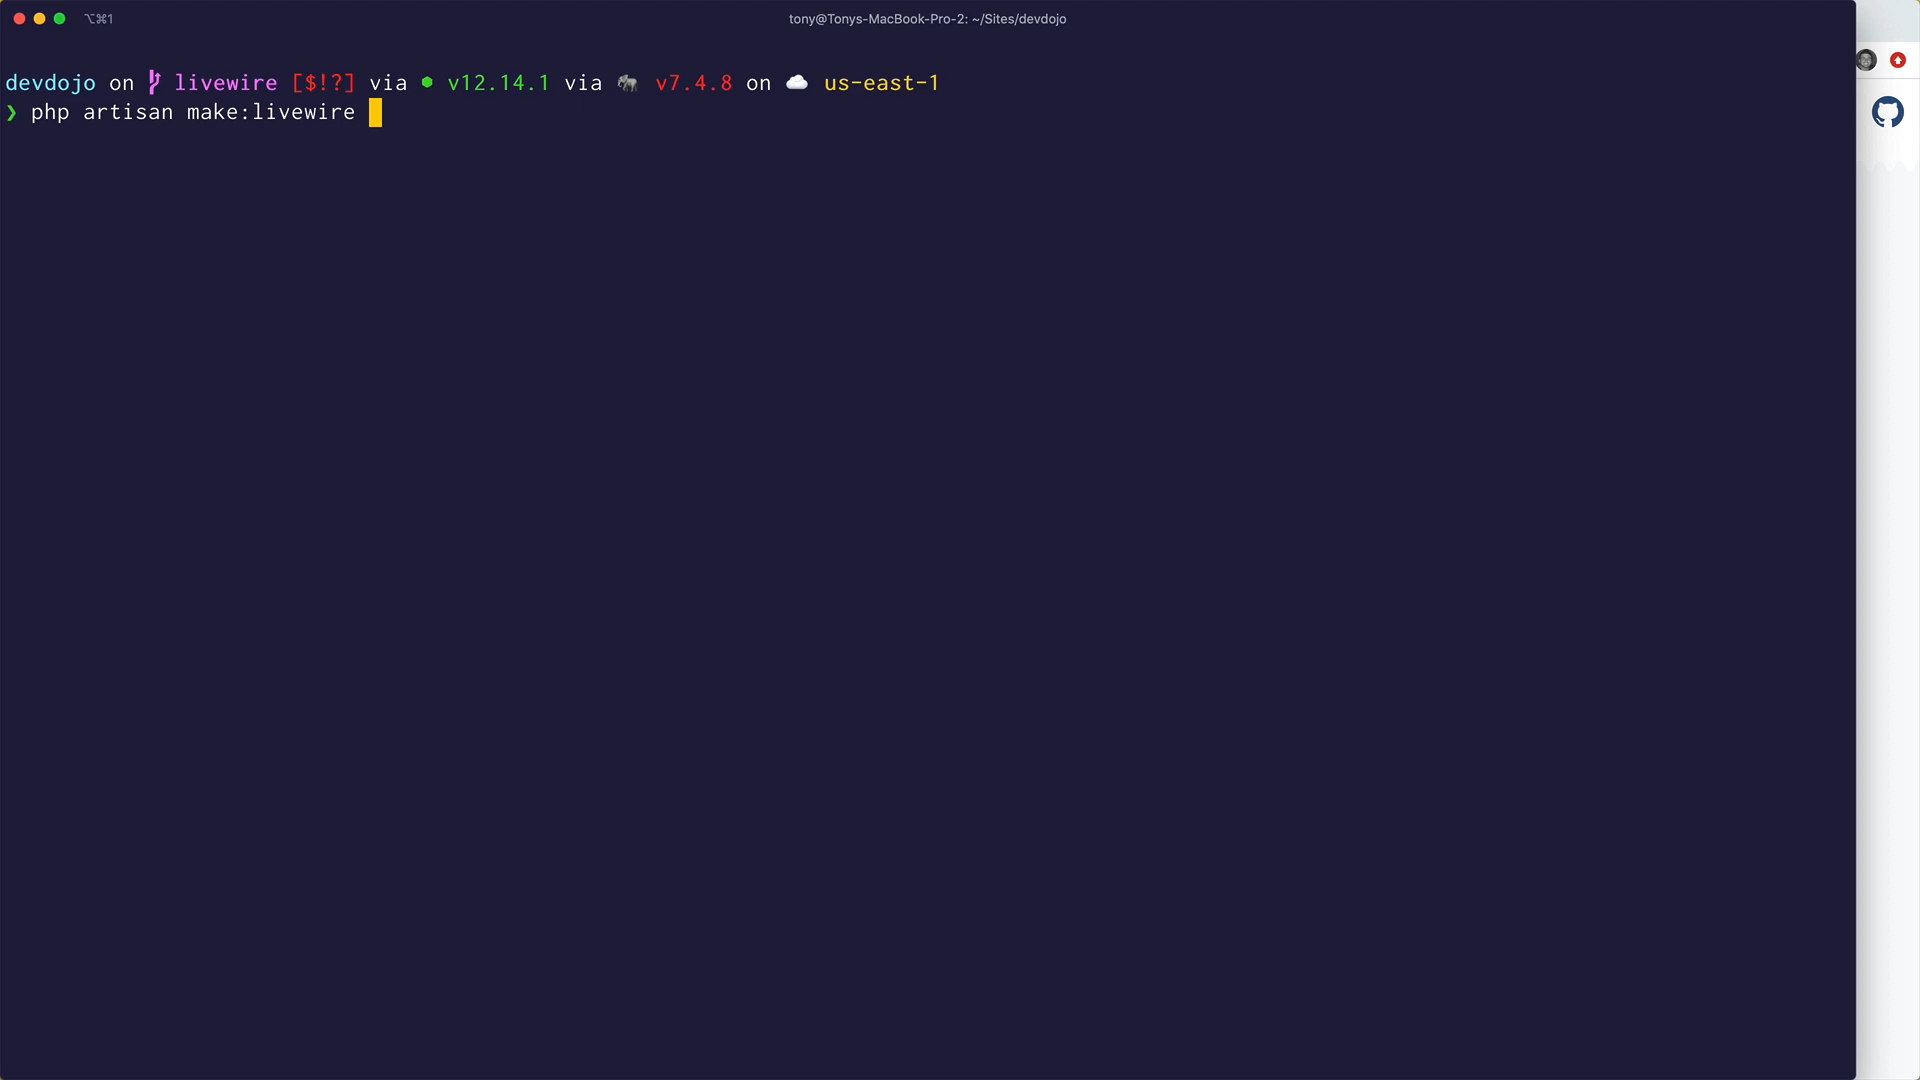 ⌥⌘1
tony@Tonys-MacBook-Pro-2: ~/Sites/devdojo
devdojo on livewire [$!?] via ⬢ v12.14.1 via 🐘 v7.4.8 on ☁️ us-east-1
❯ php artisan make:livewire